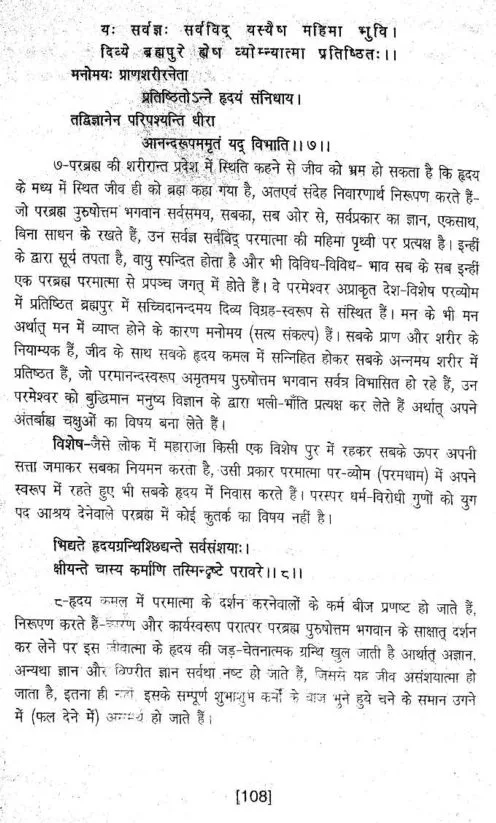 यः सर्वज्ञः सर्वविद् यस्यैष महिमा भुवि।
दिव्ये ब्रह्मपुरे ह्येष व्योम्न्यात्मा प्रतिष्ठितः।।
मनोमयः प्राणशरीरनेता
प्रतिष्ठितोऽन्ने हृदयं संनिधाय।
तद्विज्ञानेन परिपश्यन्ति धीरा
आनन्दरूपममृतं यद् विभाति।।७।।
७-परब्रह्म की शरीरान्त प्रदेश में स्थिति कहने से जीव को भ्रम हो सकता है कि हृदय
के मध्य में स्थित जीव ही को ब्रह्म कहा गया है, अतएवं संदेह निवारणार्थ निरूपण करते हैं-
जो परब्रह्म पुरुषोत्तम भगवान सर्वसमय, सबका, सब ओर से, सर्वप्रकार का ज्ञान, एकसाथ,
बिना साधन के रखते हैं, उन सर्वज्ञ सर्वविद् परमात्मा की महिमा पृथ्वी पर प्रत्यक्ष है। इन्हीं
के द्वारा सूर्य तपता है, वायु स्पन्दित होता है और भी विविध-विविध- भाव सब के सब इन्हीं
एक परब्रह्म परमात्मा से प्रपञ्च जगत् में होते हैं। वे परमेश्वर अप्राकृत देश-विशेष परव्योम
में प्रतिष्ठित ब्रह्मपुर में सच्चिदानन्दमय दिव्य विग्रह-स्वरूप से संस्थित हैं। मन के भी मन
अर्थात् मन में व्याप्त होने के कारण मनोमय (सत्य संकल्प) हैं। सबके प्राण और शरीर के
नियाम्यक हैं, जीव के साथ सबके हृदय कमल में सन्निहित होकर सबके अन्नमय शरीर में
प्रतिष्ठत हैं, जो परमानन्दस्वरूप अमृतमय पुरुषोत्तम भगवान सर्वत्र विभासित हो रहे हैं, उन
परमेश्वर को बुद्धिमान मनुष्य विज्ञान के द्वारा भली-भाँति प्रत्यक्ष कर लेते हैं अर्थात् अपने
अंतर्बाह्य चक्षुओं का विषय बना लेते हैं।
विशेष-जैसे लोक में महाराजा किसी एक विशेष पुर में रहकर सबके ऊपर अपनी
सत्ता जमाकर सबका नियमन करता है, उसी प्रकार परमात्मा पर-व्योम (परमधाम) में अपने
स्वरूप में रहते हुए भी सबके हृदय में निवास करते हैं। परस्पर धर्म-विरोधी गुणों को युग
पद आश्रय देनेवाले परब्रह्म में कोई कुतर्क का विषय नहीं है।
भिद्यते हृदयग्रन्थिश्छिद्यन्ते सर्वसंशयाः।
क्षीयन्ते चास्य कर्माणि तस्मिन्दृष्टे परावरे।।८।।
८-हृदय कमल में परमात्मा के दर्शन करनेवालों के कर्म बीज प्रणष्ट हो जाते हैं,
निरूपण करते हैं-कारण और कार्यस्वरूप परात्पर परब्रह्म पुरुषोत्तम भगवान के साक्षात् दर्शन
कर लेने पर इस जीवात्मा के हृदय की जड़-चेतनात्मक ग्रन्थि खुल जाती है आर्थात् अज्ञान,
अन्यथा ज्ञान और विपरीत ज्ञान सर्वथा नष्ट हो जाते हैं, जिससे यह जीव असंशयात्मा हो
जाता है, इतना ही नहीं, इसके सम्पूर्ण शुभाशुभ कर्मों के बीज भुने हुये चने के समान उगने
में (फल देने में) असमर्थ हो जाते हैं।
[108]